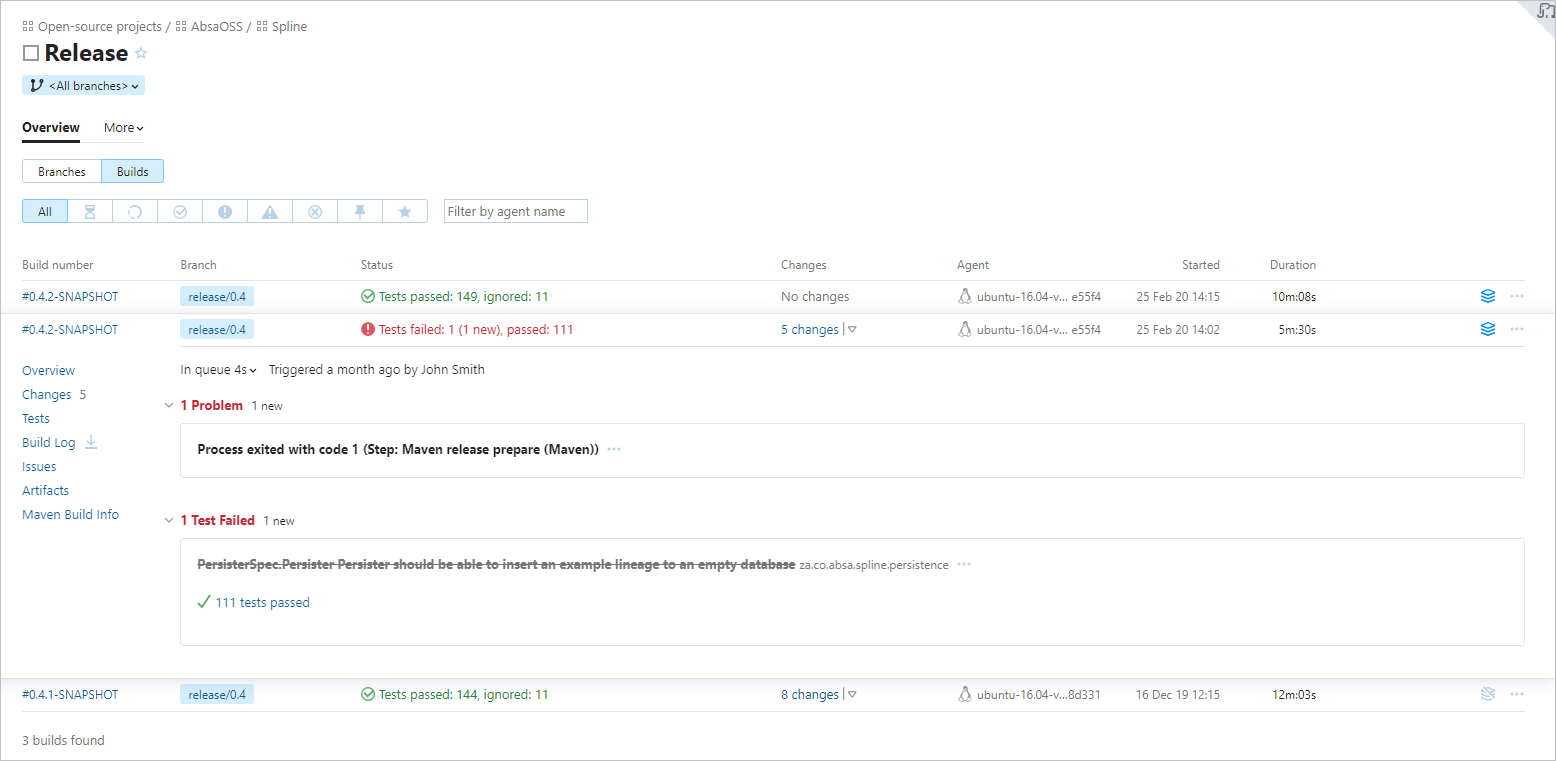 Open-source projects / AbsaOSS / Spline
Release
<All branches>
Overview More
Branches Builds
All Filter by agent name
Build number Branch Status Changes Agent Started Duration
#0.4.2-SNAPSHOT release/0.4 Tests passed: 149, ignored: 11 No changes ubuntu-16.04-v... e55f4 25 Feb 20 14:15 10m:08s
#0.4.2-SNAPSHOT release/0.4 Tests failed: 1 (1 new), passed: 111 5 changes ubuntu-16.04-v... e55f4 25 Feb 20 14:02 5m:30s
Overview
Changes 5
Tests
Build Log
Issues
Artifacts
Maven Build Info
In queue 4s Triggered a month ago by John Smith
1 Problem 1 new
Process exited with code 1 (Step: Maven release prepare (Maven)) ...
1 Test Failed 1 new
PersisterSpec.Persister Persister should be able to insert an example lineage to an empty database za.co.absa.spline.persistence ...
111 tests passed
#0.4.1-SNAPSHOT release/0.4 Tests passed: 144, ignored: 11 8 changes ubuntu-16.04-v...8d331 16 Dec 19 12:15 12m:03s
3 builds found